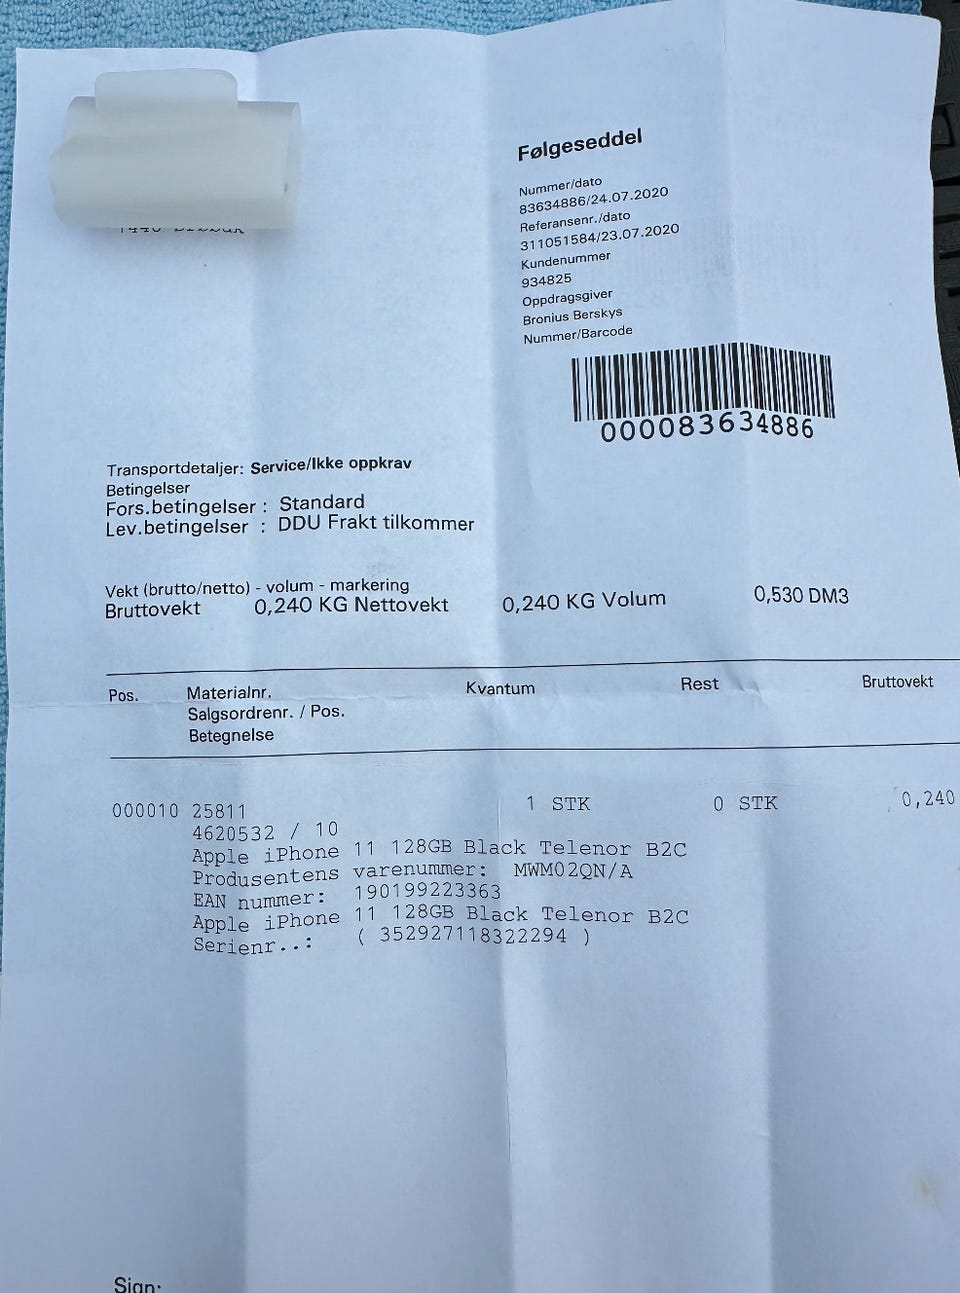 Følgeseddel
Nummer/dato
83634886/24.07.2020
Referansenr./dato
311051584/23.07.2020
Kundenummer
934825
Oppdragsgiver
Bronius Berskys
Nummer/Barcode
000083634886
Transportdetaljer: Service/Ikke oppkrav
Betingelser
Fors.betingelser : Standard
Lev.betingelser : DDU Frakt tilkommer
Vekt (brutto/netto) - volum - markering
Bruttovekt 0,240 KG Nettovekt 0,240 KG Volum 0,530 DM3
Pos. Materialnr. Kvantum Rest Bruttovekt
Salgsordrenr. / Pos.
Betegnelse
000010 25811 1 STK 0 STK 0,240
4620532 / 10
Apple iPhone 11 128GB Black Telenor B2C
Produsentens varenummer: MWM02QN/A
EAN nummer: 190199223363
Apple iPhone 11 128GB Black Telenor B2C
Serienr..: ( 352927118322294 )
Sign: